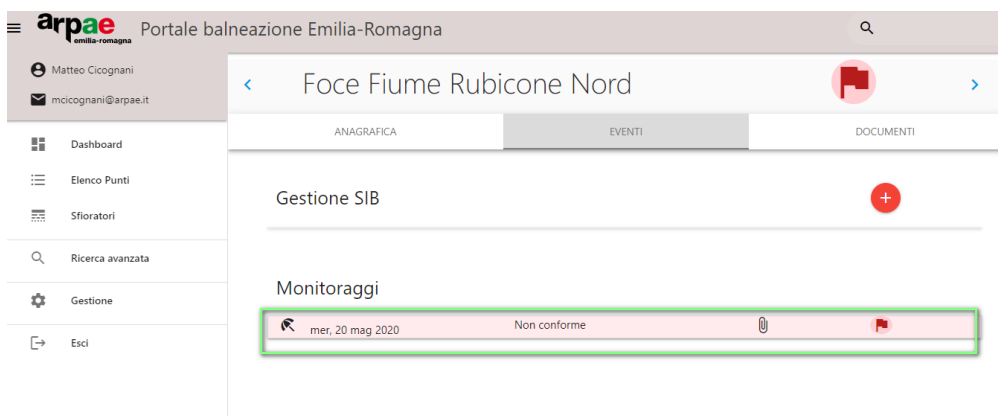 arpae
emilia-romagna
Portale balneazione Emilia-Romagna
Matteo Cicognani
mcicognani@arpae.it
Dashboard
Elenco Punti
Sfioratori
Ricerca avanzata
Gestione
Esci
Foce Fiume Rubicone Nord
ANAGRAFICA
EVENTI
DOCUMENTI
Gestione SIB
Monitoraggi
mer, 20 mag 2020
Non conforme